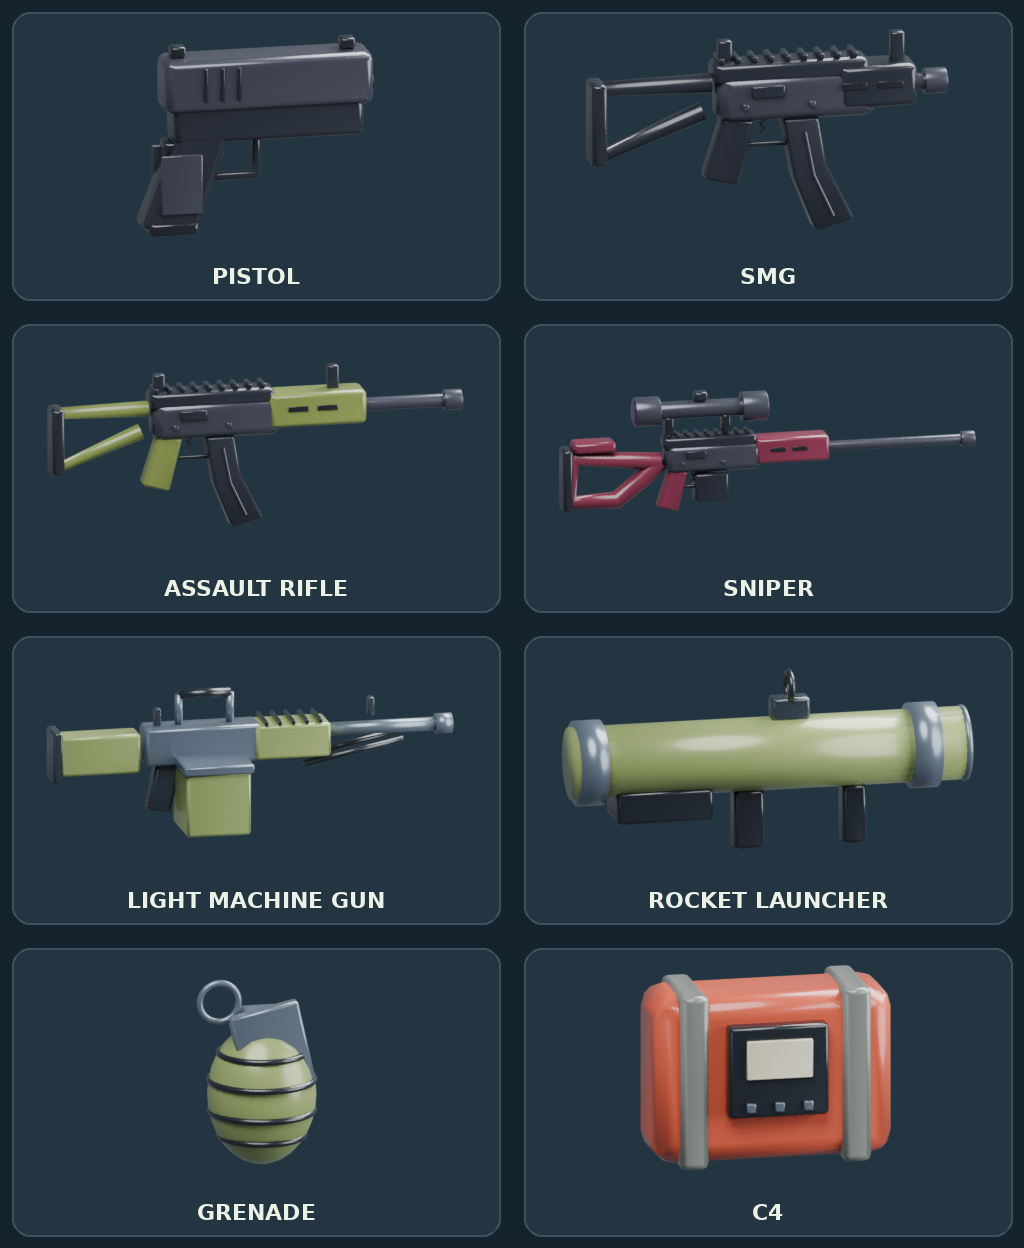 PISTOL
SMG
ASSAULT RIFLE
SNIPER
LIGHT MACHINE GUN
ROCKET LAUNCHER
GRENADE
C4